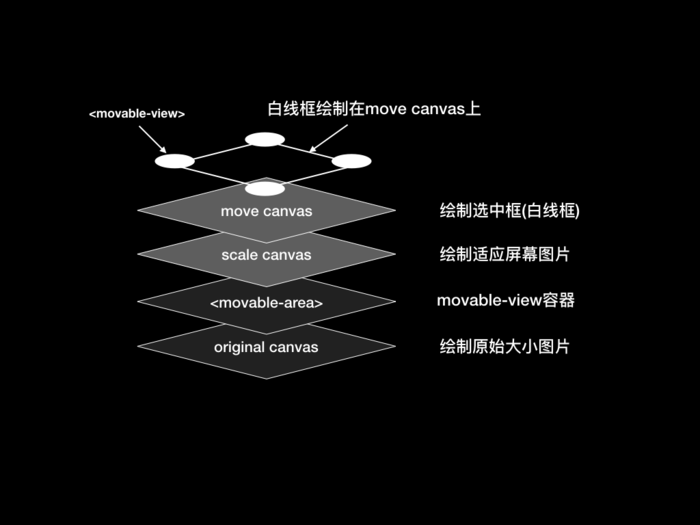 <movable-view>
白线框绘制在move canvas上
move canvas
绘制选中框(白线框)
scale canvas
绘制适应屏幕图片
<movable-area>
movable-view容器
original canvas
绘制原始大小图片